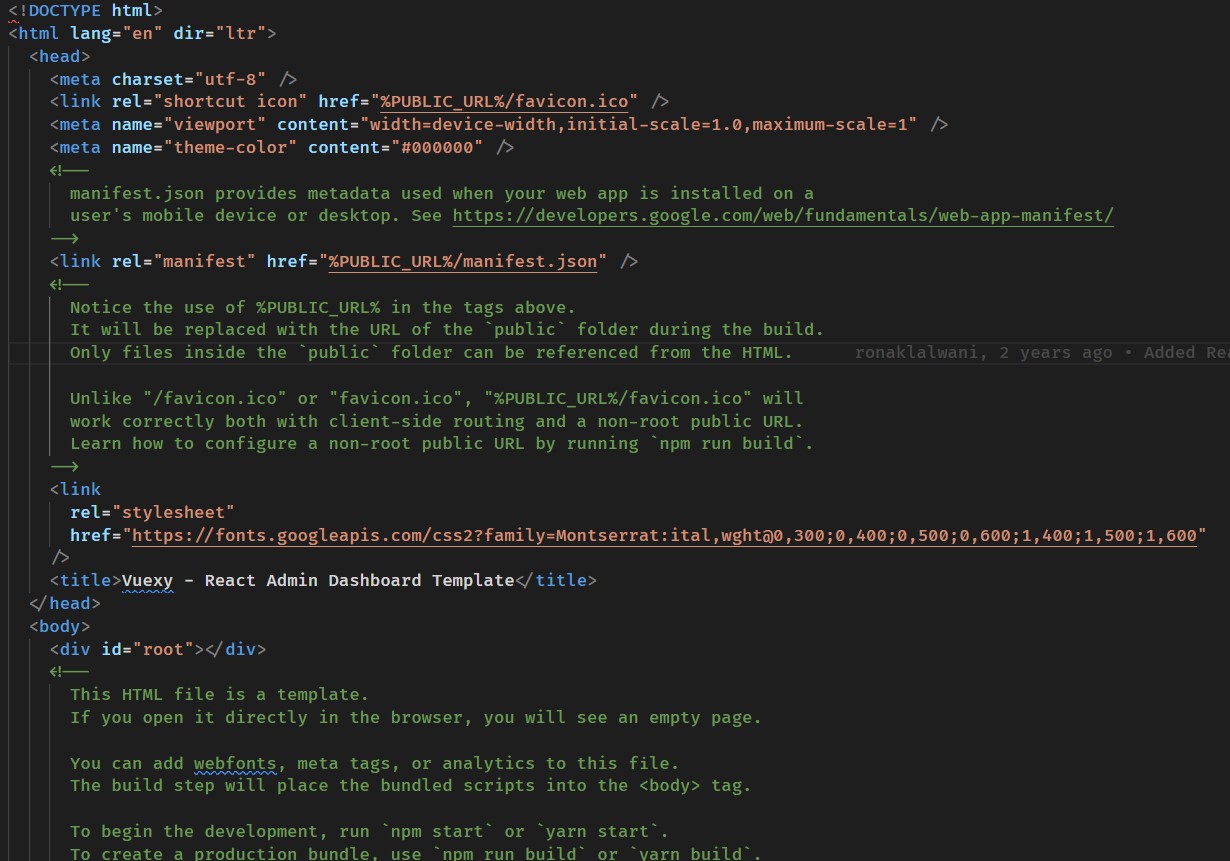 <!DOCTYPE html>
<html lang="en" dir="ltr">
<head>
<meta charset="utf-8" />
<link rel="shortcut icon" href="%PUBLIC_URL%/favicon.ico" />
<meta name="viewport" content="width=device-width,initial-scale=1.0,maximum-scale=1" />
<meta name="theme-color" content="#000000" />
<!--
manifest.json provides metadata used when your web app is installed on a
user's mobile device or desktop. See https://developers.google.com/web/fundamentals/web-app-manifest/
-->
<link rel="manifest" href="%PUBLIC_URL%/manifest.json" />
<!--
Notice the use of %PUBLIC_URL% in the tags above.
It will be replaced with the URL of the `public` folder during the build.
Only files inside the `public` folder can be referenced from the HTML. ronaklalwani, 2 years ago • Added Rea
Unlike "/favicon.ico" or "favicon.ico", "%PUBLIC_URL%/favicon.ico" will
work correctly both with client-side routing and a non-root public URL.
Learn how to configure a non-root public URL by running `npm run build`.
-->
<link
rel="stylesheet"
href="https://fonts.googleapis.com/css2?family=Montserrat:ital,wght@0,300;0,400;0,500;0,600;1,400;1,500;1,600"
/>
<title>Vuexy - React Admin Dashboard Template</title>
</head>
<body>
<div id="root"></div>
<!--
This HTML file is a template.
If you open it directly in the browser, you will see an empty page.
You can add webfonts, meta tags, or analytics to this file.
The build step will place the bundled scripts into the <body> tag.
To begin the development, run `npm start` or `yarn start`.
To create a production bundle, use `npm run build` or `yarn build`.